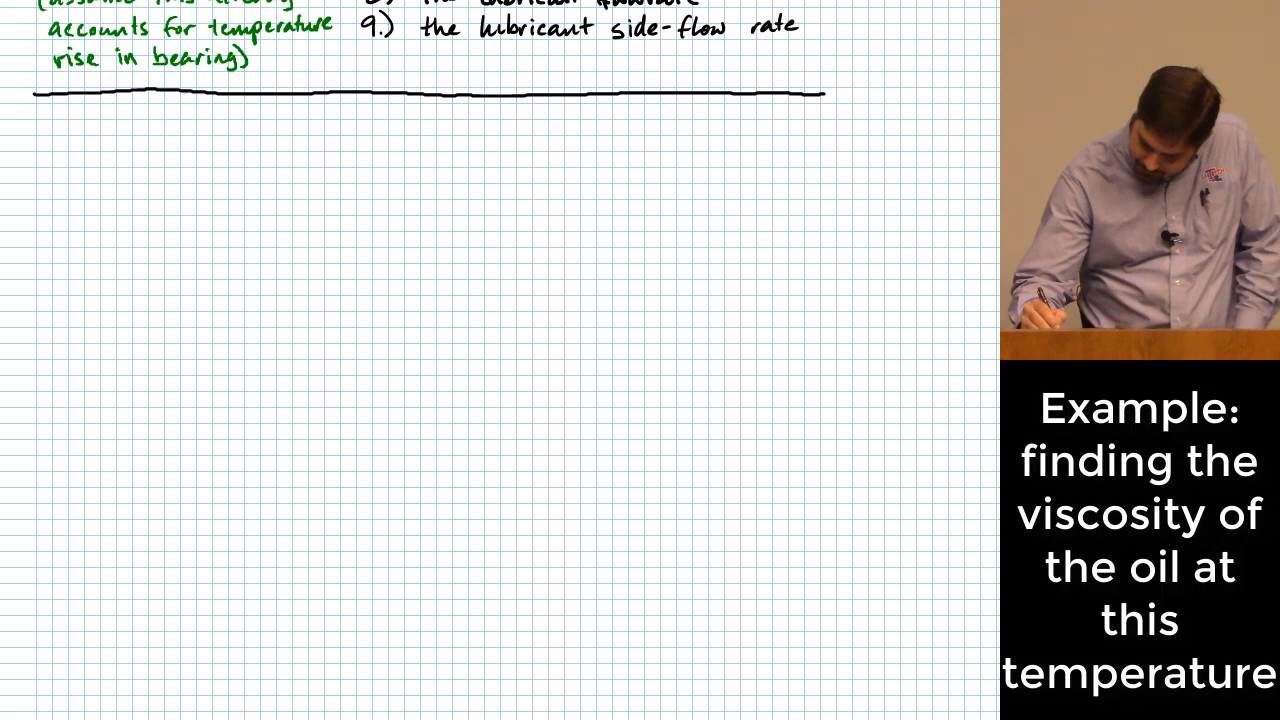 accounts for temperature
rise in bearing)
9.) the lubricant side-flow rate
Example:
finding the
viscosity of
the oil at
this
temperature